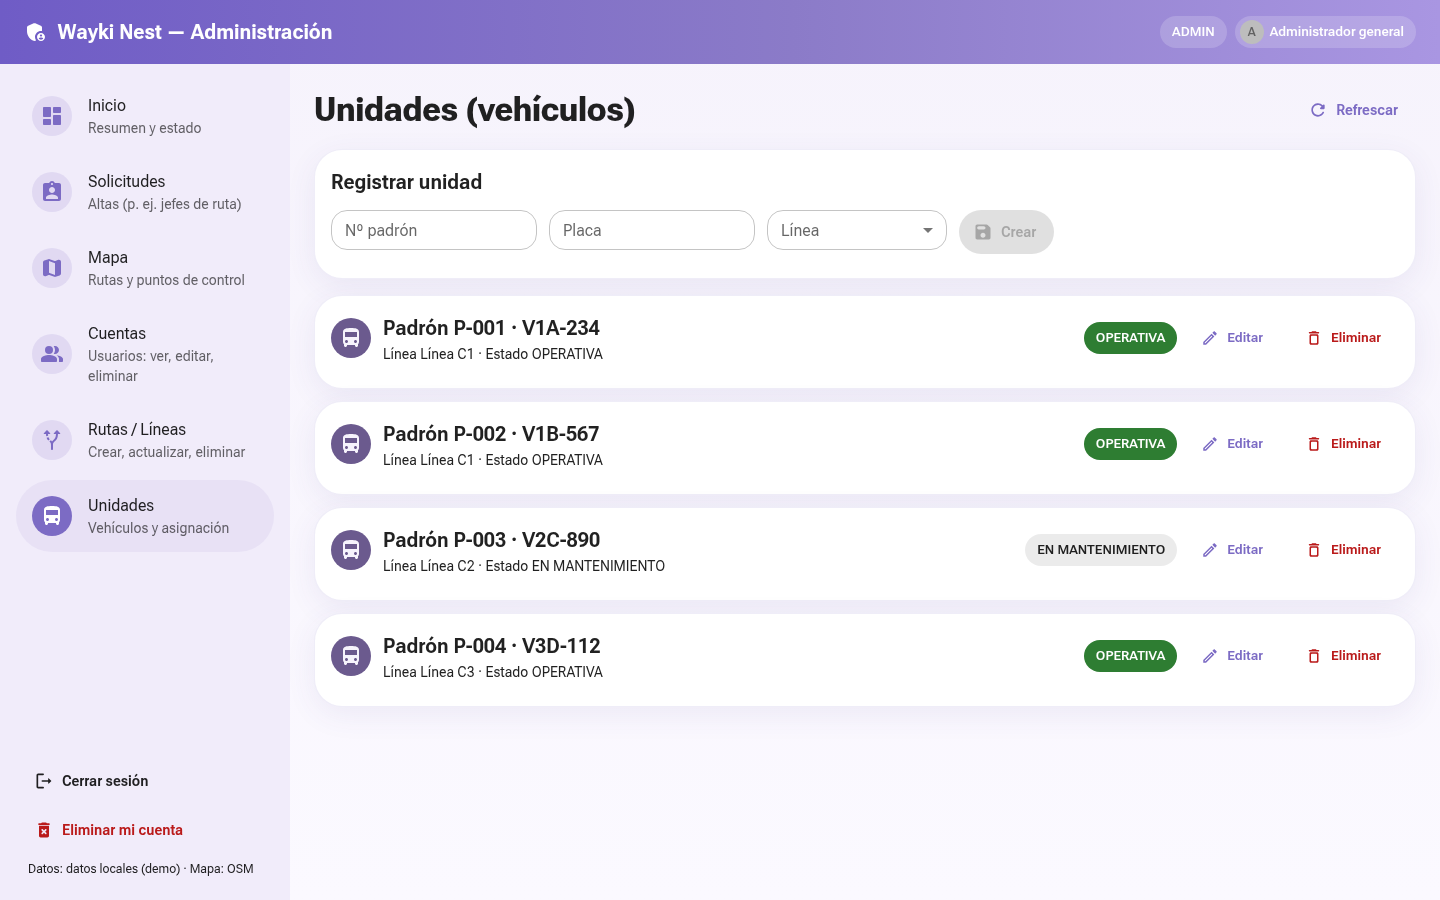 Wayki Nest — Administración
ADMIN
A Administrador general
Inicio
Resumen y estado
Solicitudes
Altas (p. ej. jefes de ruta)
Mapa
Rutas y puntos de control
Cuentas
Usuarios: ver, editar,
eliminar
Rutas / Líneas
Crear, actualizar, eliminar
Unidades
Vehículos y asignación
Cerrar sesión
Eliminar mi cuenta
Datos: datos locales (demo) · Mapa: OSM
Unidades (vehículos)
Refrescar
Registrar unidad
Nº padrón
Placa
Línea
Crear
Padrón P-001 · V1A-234
Línea Línea C1 · Estado OPERATIVA
OPERATIVA
Editar
Eliminar
Padrón P-002 · V1B-567
Línea Línea C1 · Estado OPERATIVA
OPERATIVA
Editar
Eliminar
Padrón P-003 · V2C-890
Línea Línea C2 · Estado EN MANTENIMIENTO
EN MANTENIMIENTO
Editar
Eliminar
Padrón P-004 · V3D-112
Línea Línea C3 · Estado OPERATIVA
OPERATIVA
Editar
Eliminar